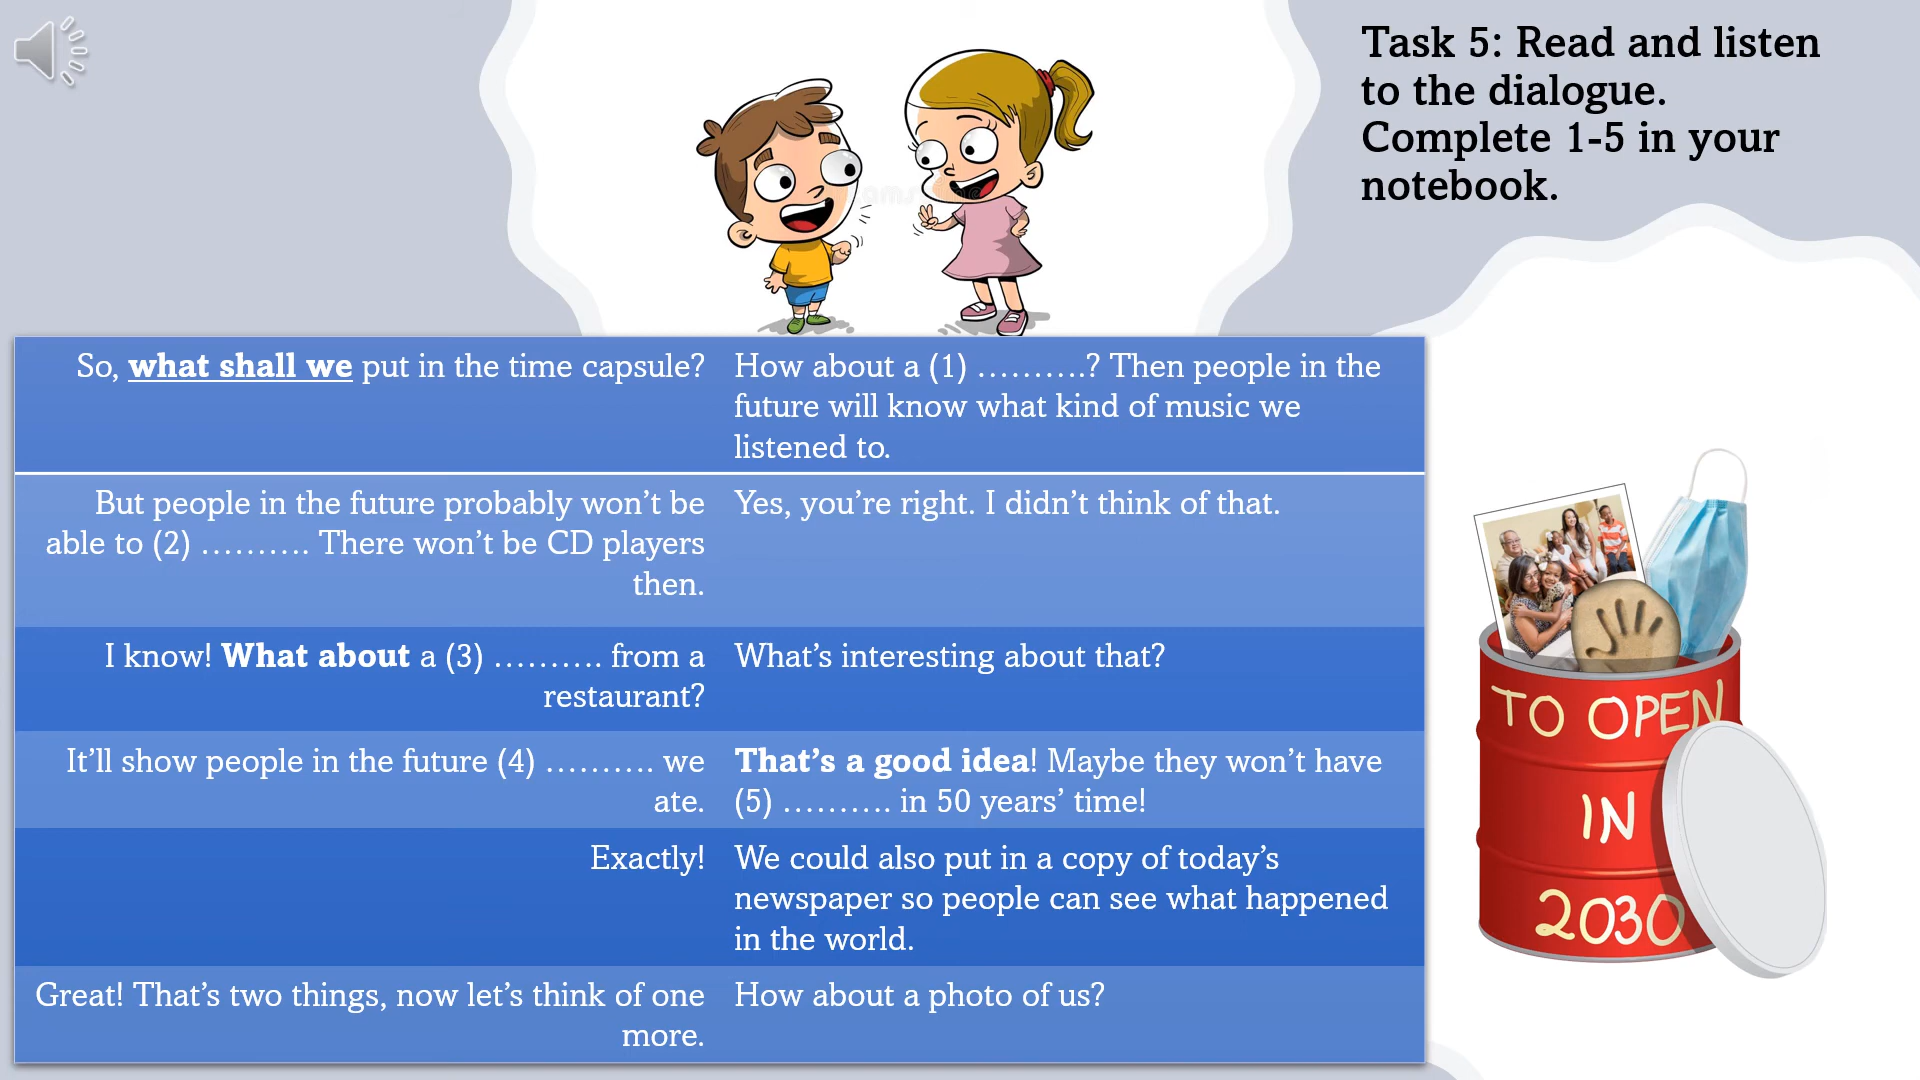 Task 5: Read and listen
to the dialogue.
Complete 1-5 in your
notebook.
So, what shall we put in the time capsule?
How about a (1) ……….? Then people in the
future will know what kind of music we
listened to.
But people in the future probably won’t be
able to (2) ………. There won’t be CD players
then.
Yes, you’re right. I didn’t think of that.
I know! What about a (3) ………. from a
restaurant?
What’s interesting about that?
It’ll show people in the future (4) ………. we
ate.
That’s a good idea! Maybe they won’t have
(5) ………. in 50 years’ time!
Exactly!
We could also put in a copy of today’s
newspaper so people can see what happened
in the world.
Great! That’s two things, now let’s think of one
more.
How about a photo of us?
TO OPEN
IN
2030